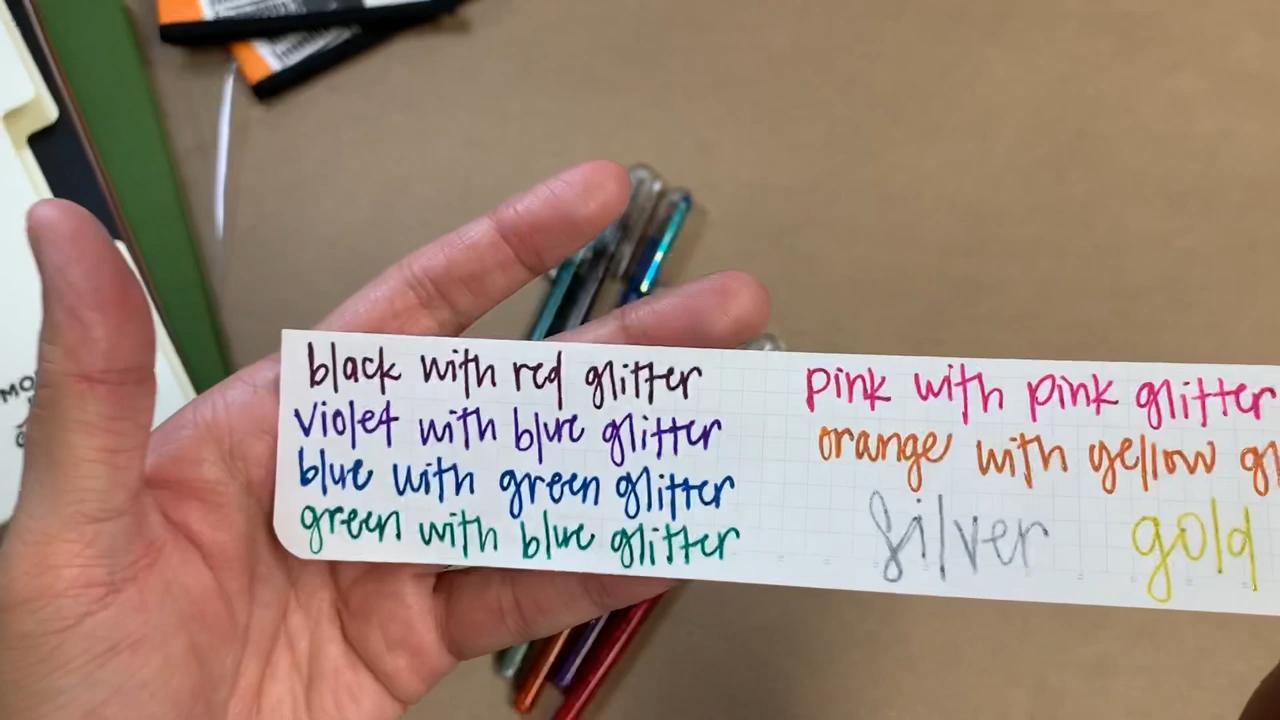 black with red glitter
violet with blue glitter
blue with green glitter
green with blue glitter
pink with pink glitter
orange with yellow
silver gold